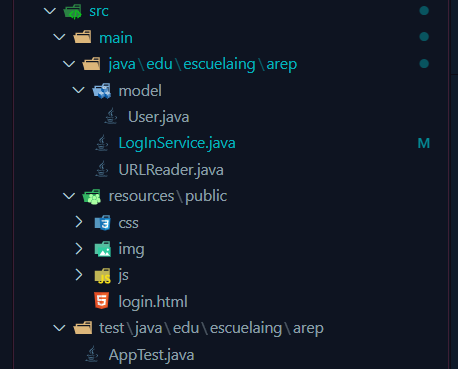 src
main
java\edu\escuelaing\arep
model
User.java
LogInService.java M
URLReader.java
resources\public
css
img
js
login.html
test\java\edu\escuelaing\arep
AppTest.java